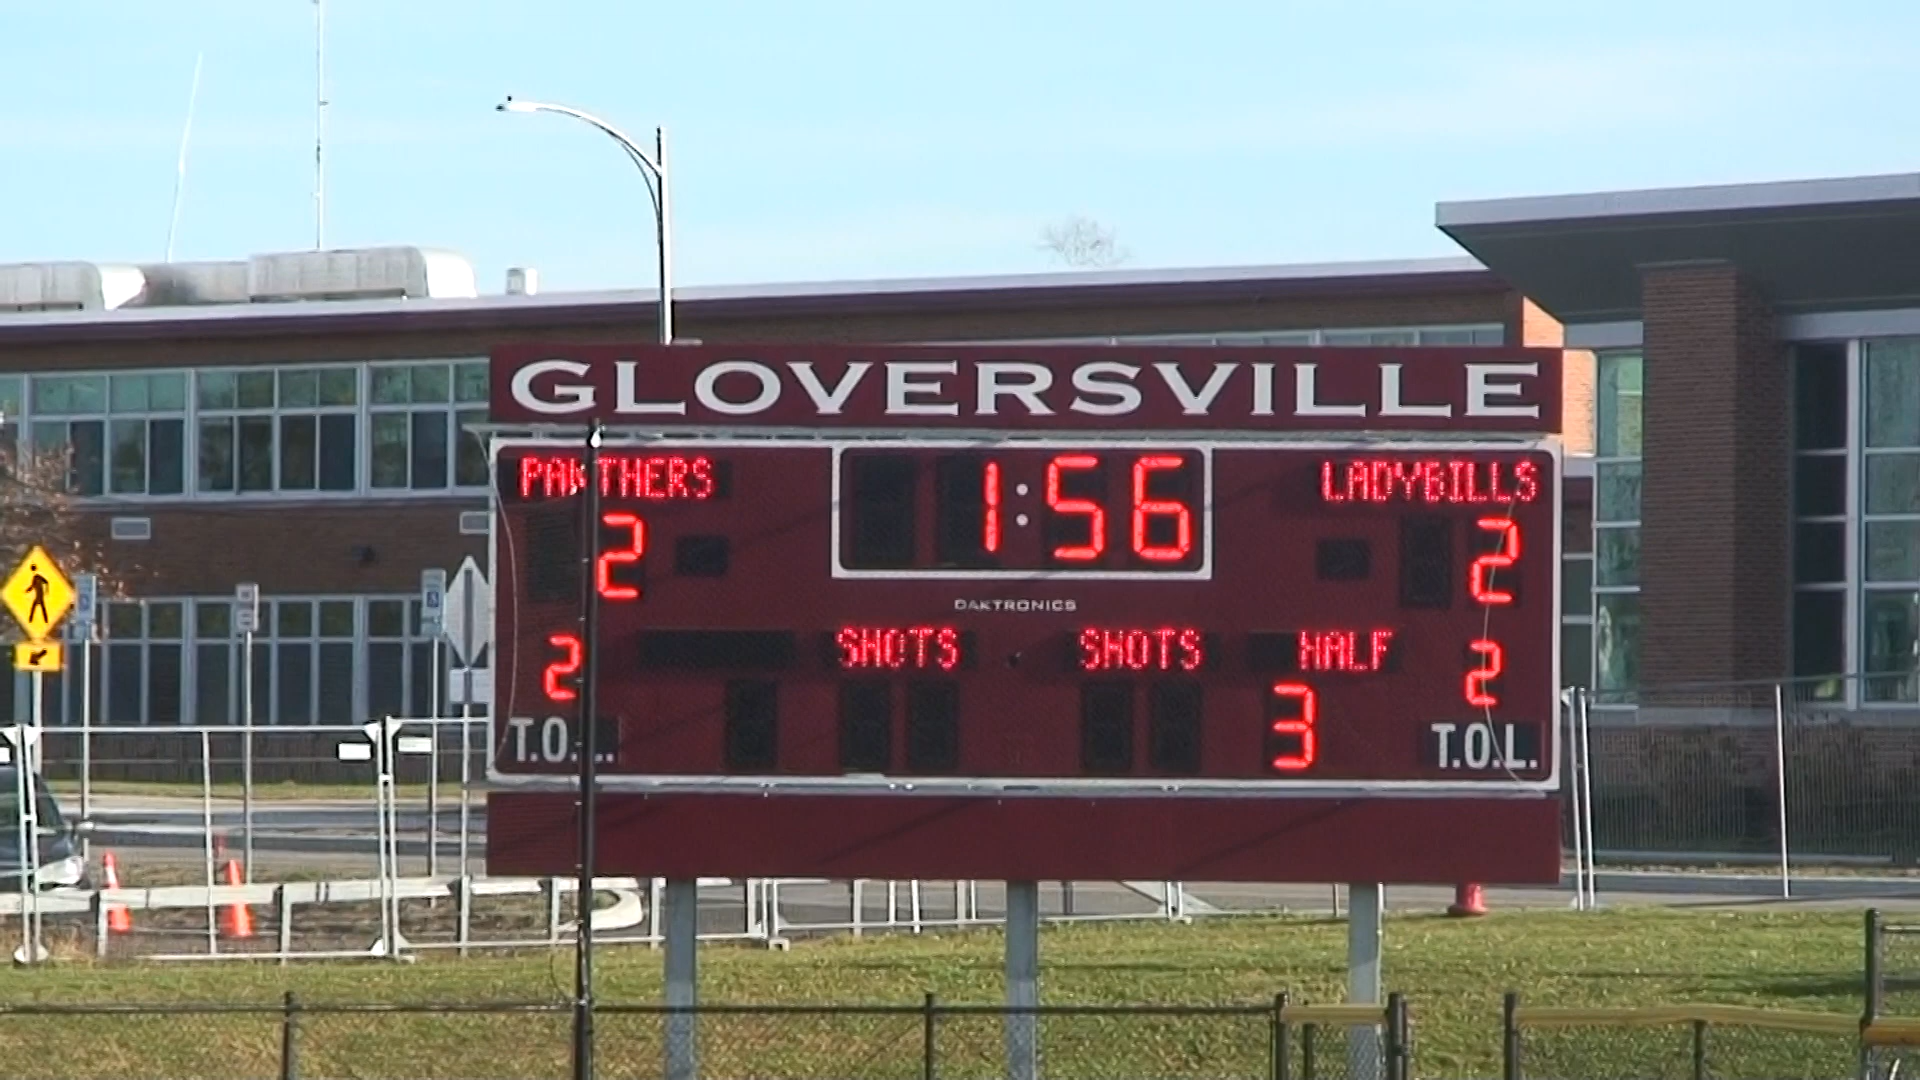 GLOVERSVILLE
PANTHERS 1:56 LADYBILLS
2 2
DAKTRONICS
2 SHOTS SHOTS HALF 2
T.O.L. 3 T.O.L.